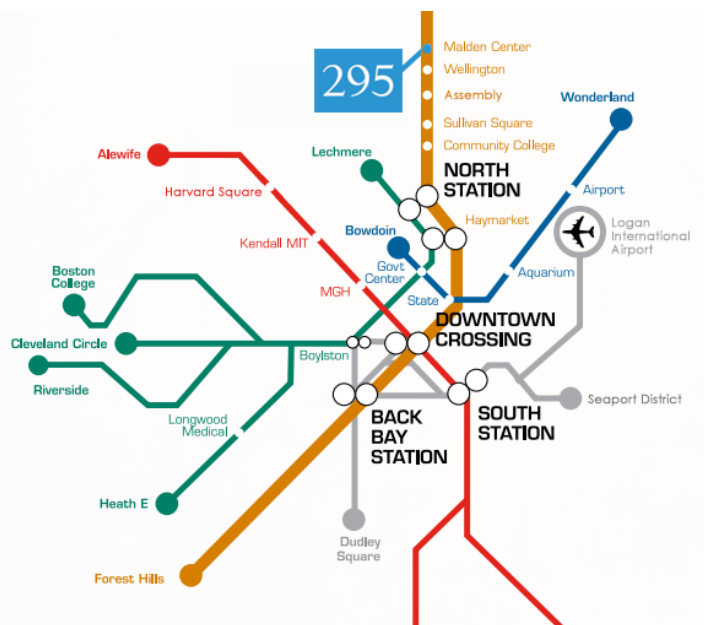 295
Malden Center
Wellington
Assembly
Sullivan Square
Community College
Wonderland
Alewife
Lechmere
NORTH
STATION
Harvard Square
Airport
Haymarket
Logan
International
Airport
Bowdoin
Kendall MIT
Govt
Center
Aquarium
Boston
College
MGH
State
DOWNTOWN
CROSSING
Cleveland Circle
Boylston
Riverside
Seaport District
BACK
BAY
STATION
SOUTH
STATION
Longwood
Medical
Heath E
Dudley
Square
Forest Hills